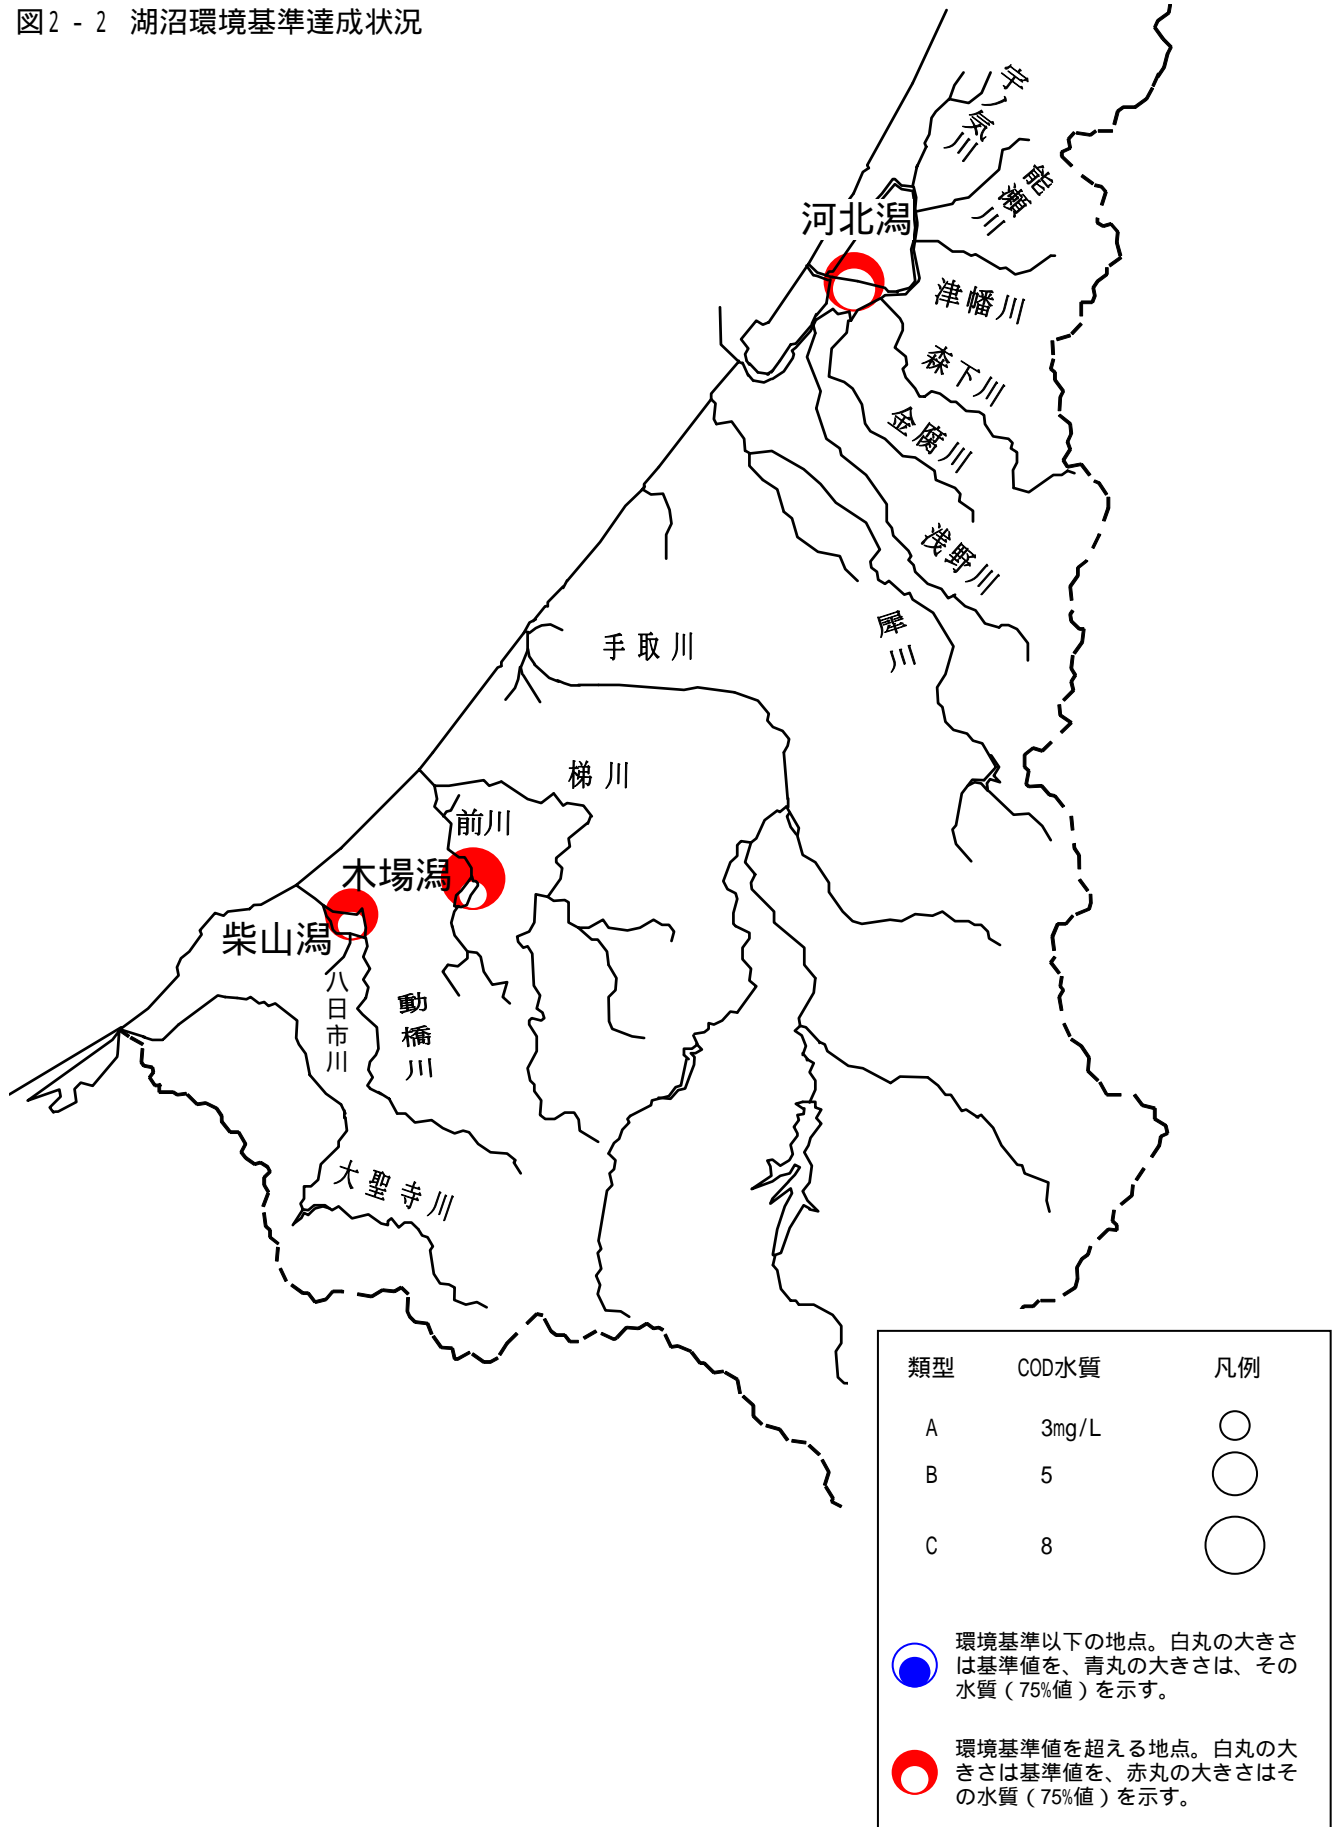 図2 - 2 湖沼環境基準達成状況
宇ノ気川
能瀬川
河北潟
津幡川
森下川
金腐川
浅野川
犀川
手取川
梯川
前川
木場潟
柴山潟
八日市川
動橋川
大聖寺川
類型 COD水質 凡例
A 3mg/L
B 5
C 8
環境基準以下の地点。白丸の大きさ
は基準値を、青丸の大きさは、その
水質(75%値)を示す。
環境基準値を超える地点。白丸の大
きさは基準値を、赤丸の大きさはそ
の水質(75%値)を示す。